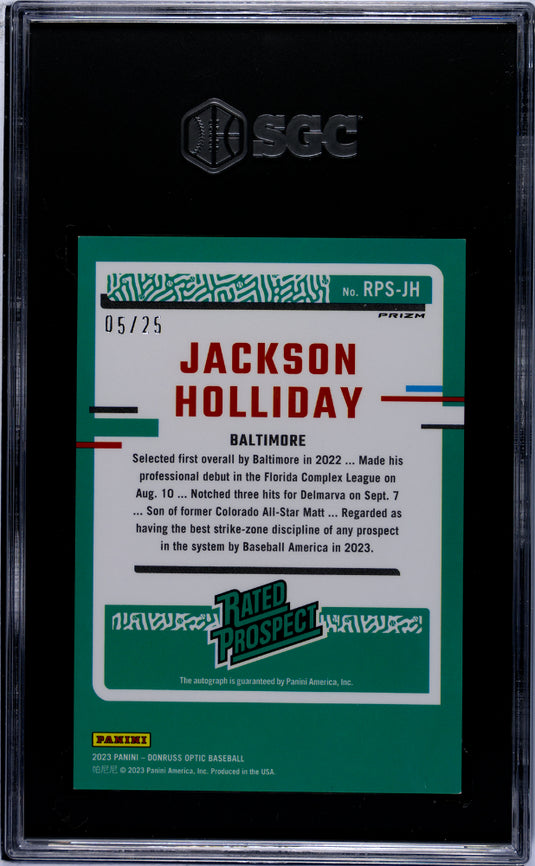 SGC
No. RPS-JH
PRIZM
05/25
JACKSON
HOLLIDAY
BALTIMORE
Selected first overall by Baltimore in 2022 ... Made his
professional debut in the Florida Complex League on
Aug. 10 ... Notched three hits for Delmarva on Sept. 7
... Son of former Colorado All-Star Matt ... Regarded as
having the best strike-zone discipline of any prospect
in the system by Baseball America in 2023.
RATED
PROSPECT
The autograph is guaranteed by Panini America, Inc.
PANINI
2023 PANINI – DONRUSS OPTIC BASEBALL
帕尼尼 © 2023 Panini America, Inc. Produced in the USA.